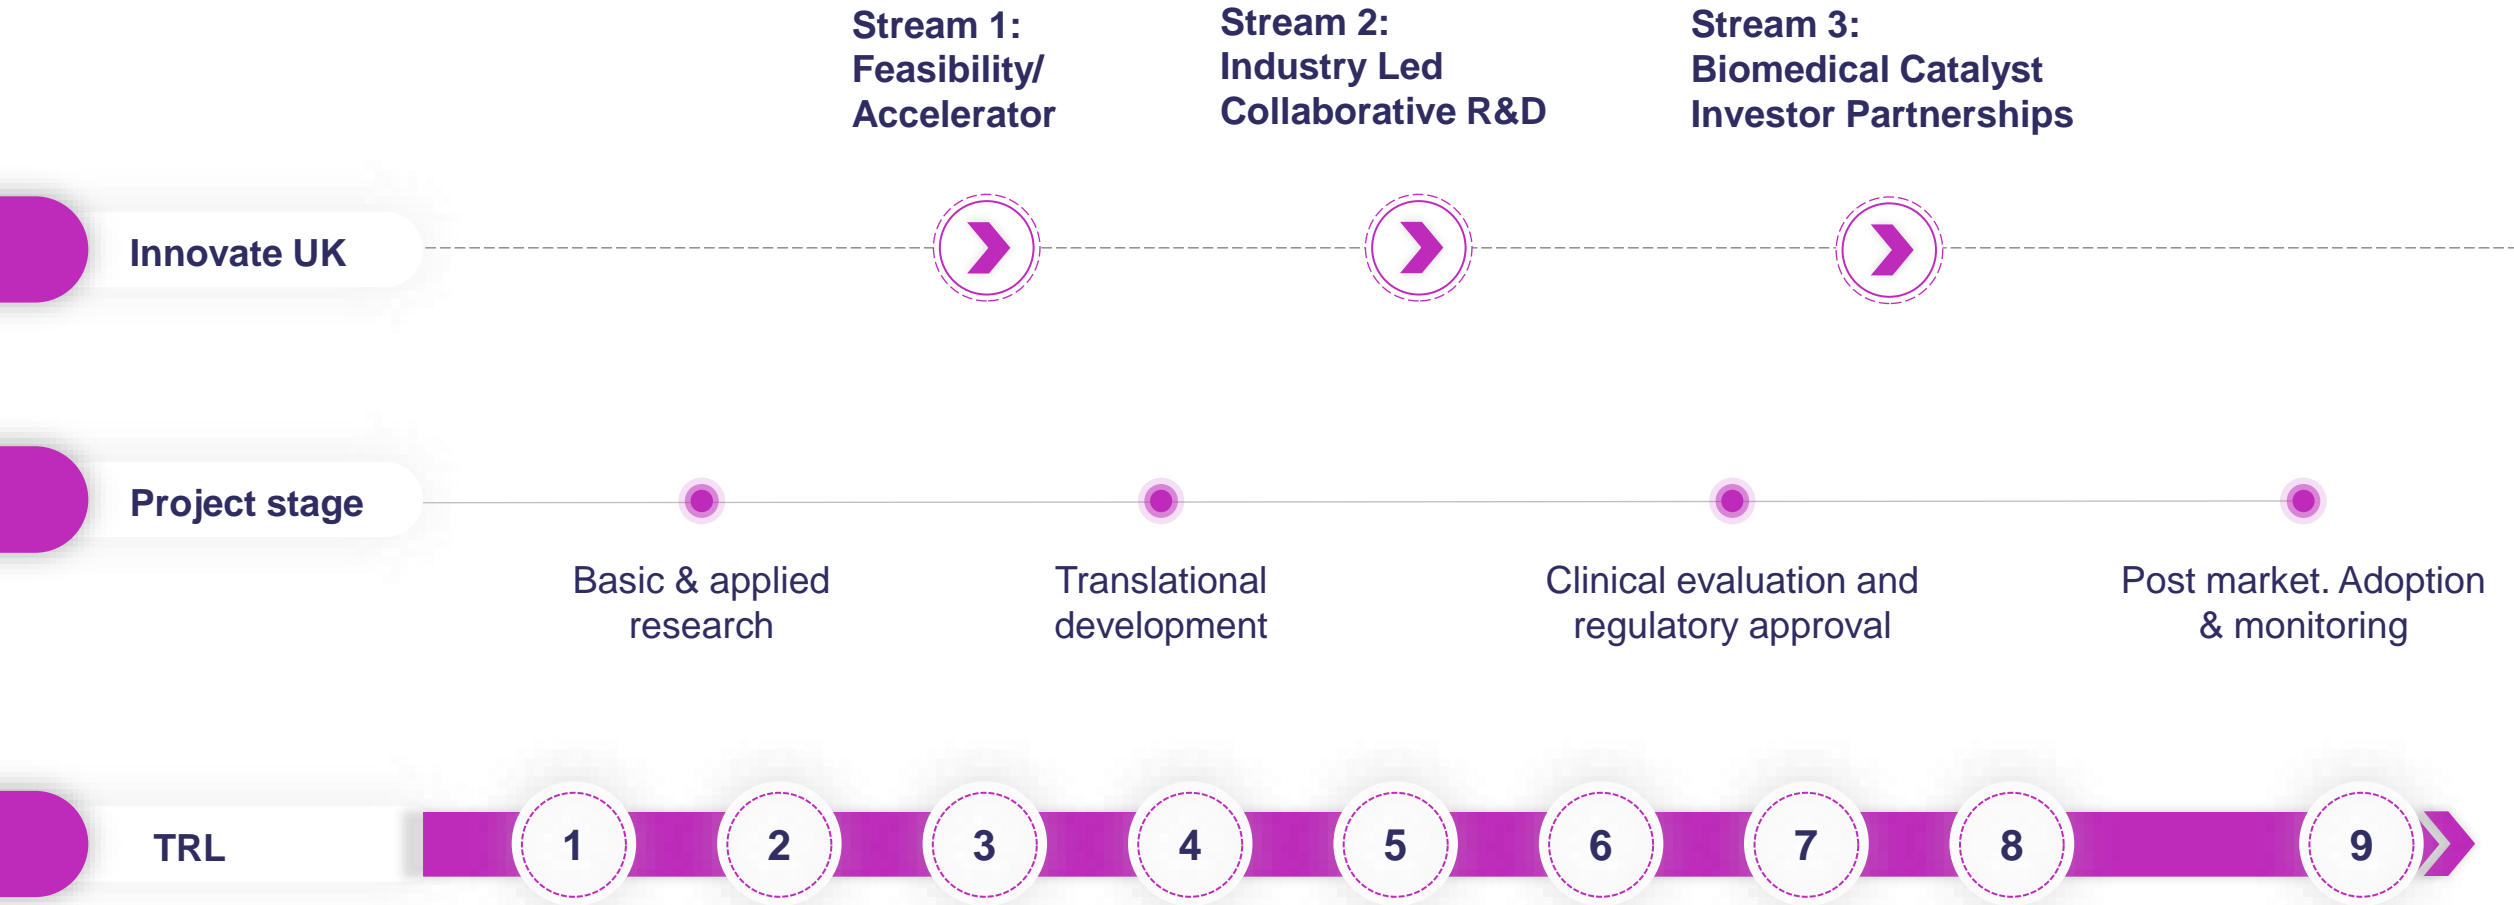 Stream 1:
Feasibility/
Accelerator
Stream 2:
Industry Led
Collaborative R&D
Stream 3:
Biomedical Catalyst
Investor Partnerships
Innovate UK
Project stage
Basic & applied
research
Translational
development
Clinical evaluation and
regulatory approval
Post market. Adoption
& monitoring
TRL
1 2 3 4 5 6 7 8 9